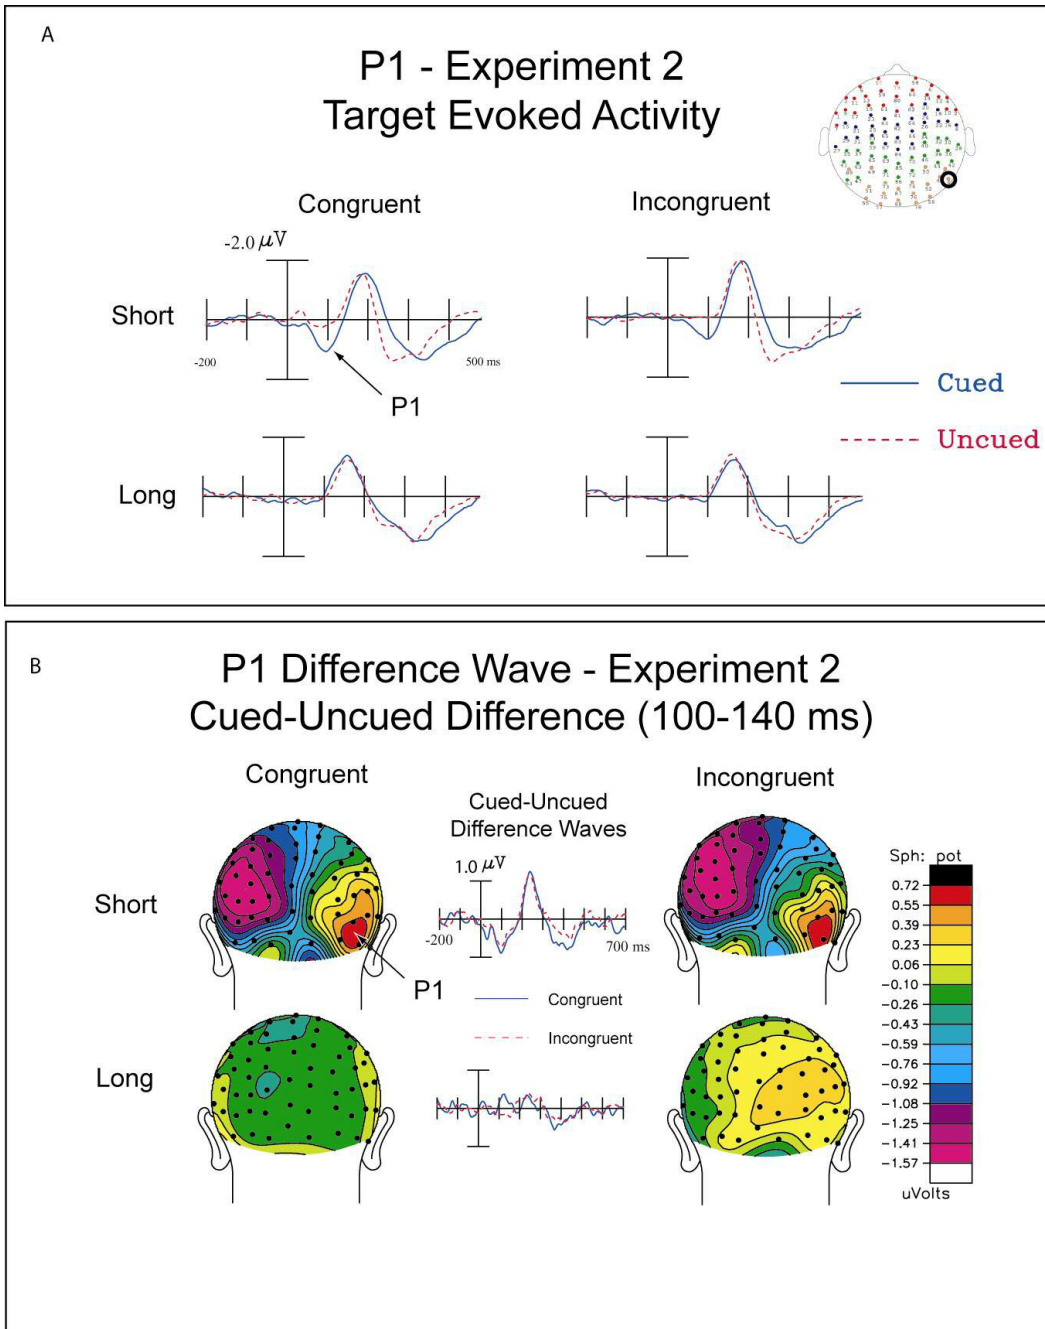 A
P1 - Experiment 2
Target Evoked Activity
Congruent
Incongruent
-2.0 μV
Short
-200
500 ms
P1
Cued
Uncued
Long
B
P1 Difference Wave - Experiment 2
Cued-Uncued Difference (100-140 ms)
Congruent
Incongruent
Cued-Uncued
Difference Waves
1.0 μV
Short
-200
700 ms
P1
Congruent
Incongruent
Long
Sph: pot
0.72
0.55
0.39
0.23
0.06
-0.10
-0.26
-0.43
-0.59
-0.76
-0.92
-1.08
-1.25
-1.41
-1.57
uVolts